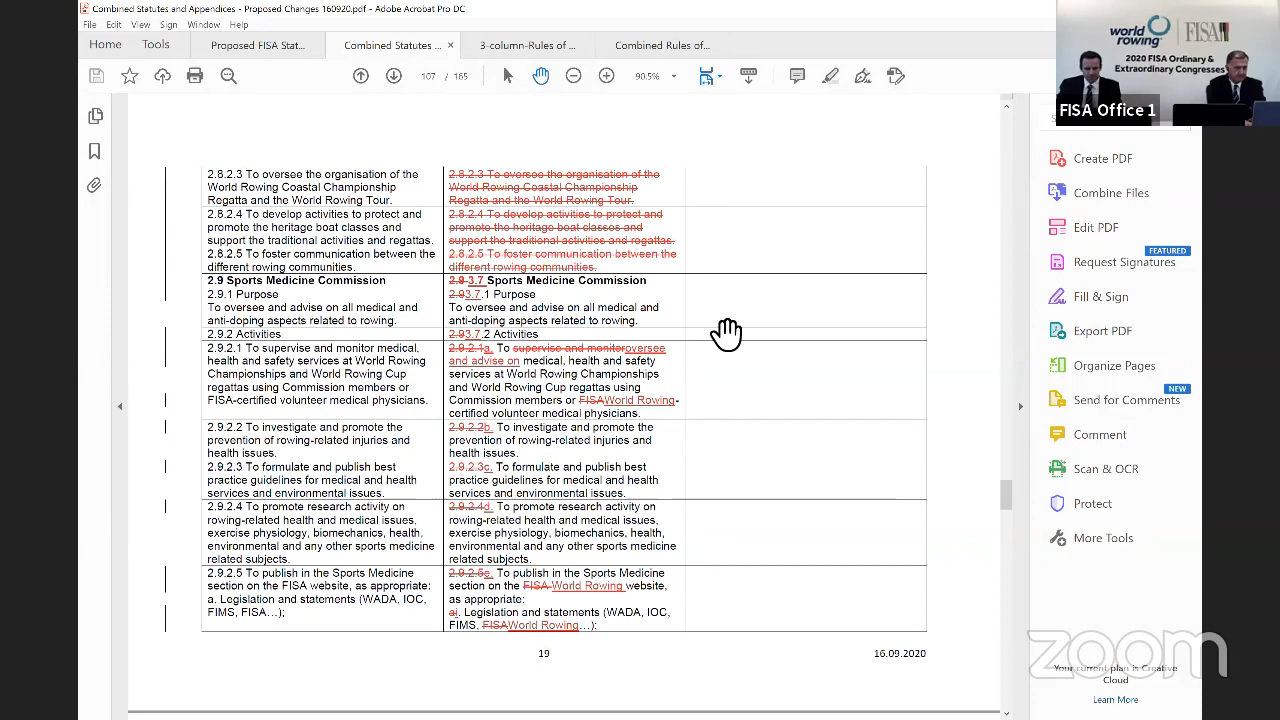 Combined Statutes and Appendices - Proposed Changes 160920.pdf - Adobe Acrobat Pro DC
File Edit View Sign Window Help
Home Tools Proposed FISA Stat... Combined Statutes ... × 3-column-Rules of ... Combined Rules of...
107 / 165 90.5%
world rowing FISA
2020 FISA Ordinary &
Extraordinary Congresses
FISA Office 1
2.8.2.3 To oversee the organisation of the
World Rowing Coastal Championship
Regatta and the World Rowing Tour.
2.8.2.4 To develop activities to protect and
promote the heritage boat classes and
support the traditional activities and regattas.
2.8.2.5 To foster communication between the
different rowing communities.
2.9 Sports Medicine Commission
2.9.1 Purpose
To oversee and advise on all medical and
anti-doping aspects related to rowing.
2.9.2 Activities
2.9.2.1 To supervise and monitor medical,
health and safety services at World Rowing
Championships and World Rowing Cup
regattas using Commission members or
FISA-certified volunteer medical physicians.
2.9.2.2 To investigate and promote the
prevention of rowing-related injuries and
health issues.
2.9.2.3 To formulate and publish best
practice guidelines for medical and health
services and environmental issues.
2.9.2.4 To promote research activity on
rowing-related health and medical issues,
exercise physiology, biomechanics, health,
environmental and any other sports medicine
related subjects.
2.9.2.5 To publish in the Sports Medicine
section on the FISA website, as appropriate:
a. Legislation and statements (WADA, IOC,
FIMS, FISA...);
2.8.2.3 To oversee the organisation of the
World Rowing Coastal Championship
Regatta and the World Rowing Tour.
2.8.2.4 To develop activities to protect and
promote the heritage boat classes and
support the traditional activities and regattas.
2.8.2.5 To foster communication between the
different rowing communities.
2.9 3.7 Sports Medicine Commission
2.93.7.1 Purpose
To oversee and advise on all medical and
anti-doping aspects related to rowing.
2.93.7.2 Activities
2.9.2.1a. To supervise and monitoroversee
and advise on medical, health and safety
services at World Rowing Championships
and World Rowing Cup regattas using
Commission members or FISAWorld Rowing-
certified volunteer medical physicians.
2.9.2.2b. To investigate and promote the
prevention of rowing-related injuries and
health issues.
2.9.2.3c. To formulate and publish best
practice guidelines for medical and health
services and environmental issues.
2.9.2.4d. To promote research activity on
rowing-related health and medical issues,
exercise physiology, biomechanics, health,
environmental and any other sports medicine
related subjects.
2.9.2.5e. To publish in the Sports Medicine
section on the FISA World Rowing website,
as appropriate:
ai. Legislation and statements (WADA, IOC,
FIMS, FISAWorld Rowing...);
19 16.09.2020
Create PDF
Combine Files
Edit PDF
FEATURED
Request Signatures
Fill & Sign
Export PDF
Organize Pages
NEW
Send for Comments
Comment
Scan & OCR
Protect
More Tools
zoom
Your current plan is Creative
Cloud
Learn More